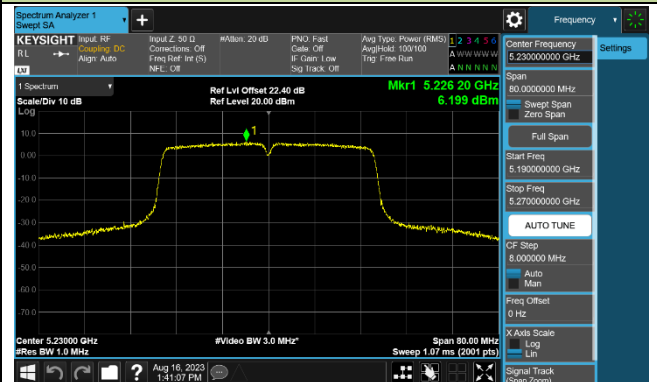 Spectrum Analyzer 1
Swept SA
+
Frequency
KEYSIGHT
RL
LXI
Input: RF
Coupling: DC
Align: Auto
Input Z: 50 Ω
Corrections: Off
Freq Ref: Int (S)
NFE: Off
#Atten: 20 dB
PNO: Fast
Gate: Off
IF Gain: Low
Sig Track: Off
Avg Type: Power (RMS)
Avg|Hold: 100/100
Trig: Free Run
1 2 3 4 5 6
A W W W W W
A N N N N N
1 Spectrum
Scale/Div 10 dB
Log
Ref Lvl Offset 22.40 dB
Ref Level 20.00 dBm
Mkr1 5.226 20 GHz
6.199 dBm
1
10.0
0.00
-10.0
-20.0
-30.0
-40.0
-50.0
-60.0
-70.0
Center 5.23000 GHz
#Res BW 1.0 MHz
#Video BW 3.0 MHz*
Span 80.00 MHz
Sweep 1.07 ms (2001 pts)
?
Aug 16, 2023
1:41:07 PM
Center Frequency
5.230000000 GHz
Span
80.0000000 MHz
Swept Span
Zero Span
Full Span
Start Freq
5.190000000 GHz
Stop Freq
5.270000000 GHz
AUTO TUNE
CF Step
8.000000 MHz
Auto
Man
Freq Offset
0 Hz
X Axis Scale
Log
Lin
Signal Track
(Span Zoom)
Settings